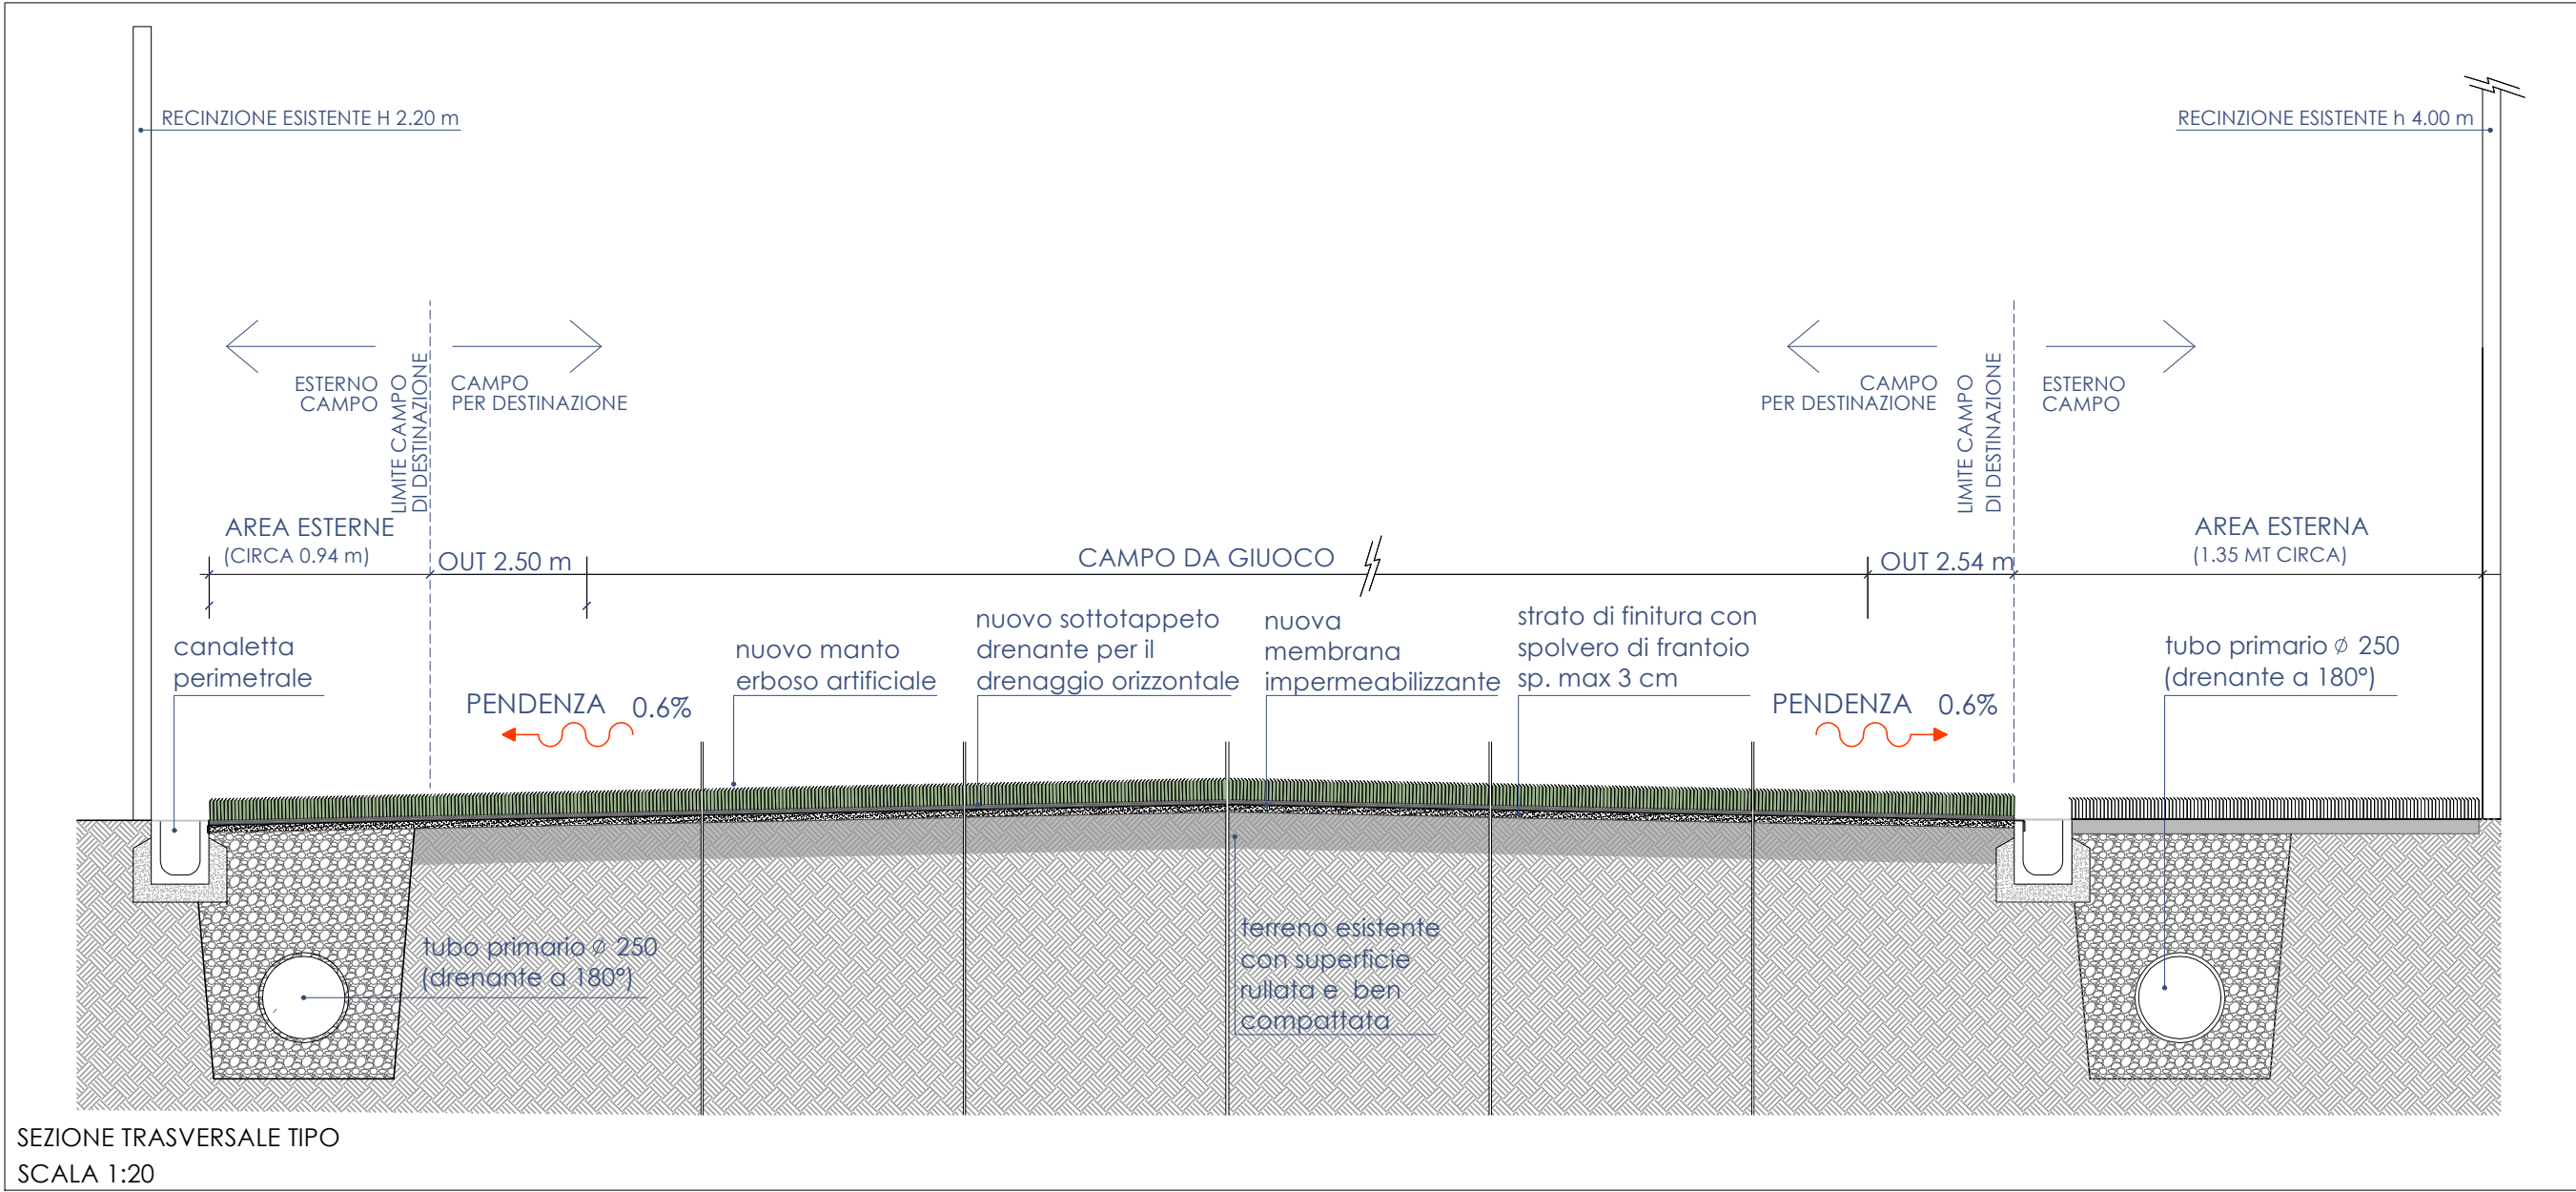 RECINZIONE ESISTENTE H 2.20 m
RECINZIONE ESISTENTE h 4.00 m
ESTERNO
CAMPO
LIMITE CAMPO
DI DESTINAZIONE
CAMPO
PER DESTINAZIONE
CAMPO
PER DESTINAZIONE
LIMITE CAMPO
DI DESTINAZIONE
ESTERNO
CAMPO
AREA ESTERNE
(CIRCA 0.94 m)
OUT 2.50 m
CAMPO DA GIUOCO
OUT 2.54 m
AREA ESTERNA
(1.35 MT CIRCA)
canaletta
perimetrale
PENDENZA 0.6%
nuovo manto
erboso artificiale
nuovo sottotappeto
drenante per il
drenaggio orizzontale
nuova
membrana
impermeabilizzante
strato di finitura con
spolvero di frantoio
sp. max 3 cm
PENDENZA 0.6%
tubo primario ∅ 250
(drenante a 180°)
tubo primario ∅ 250
(drenante a 180°)
terreno esistente
con superficie
rullata e ben
compattata
SEZIONE TRASVERSALE TIPO
SCALA 1:20